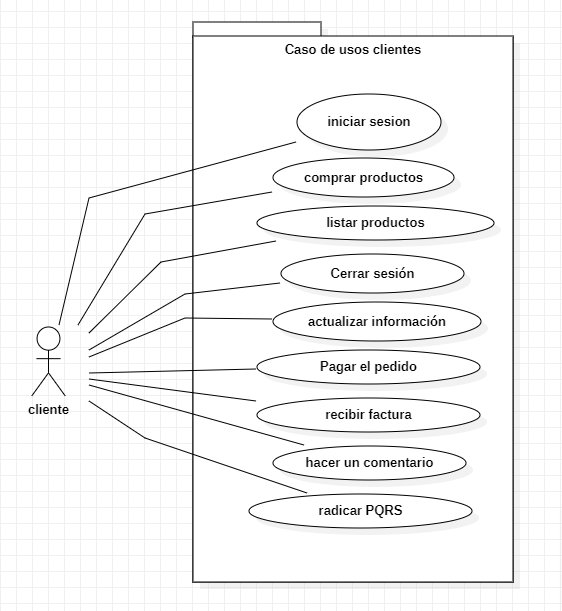 Caso de usos clientes
iniciar sesion
comprar productos
listar productos
Cerrar sesión
actualizar información
Pagar el pedido
recibir factura
hacer un comentario
radicar PQRS
cliente